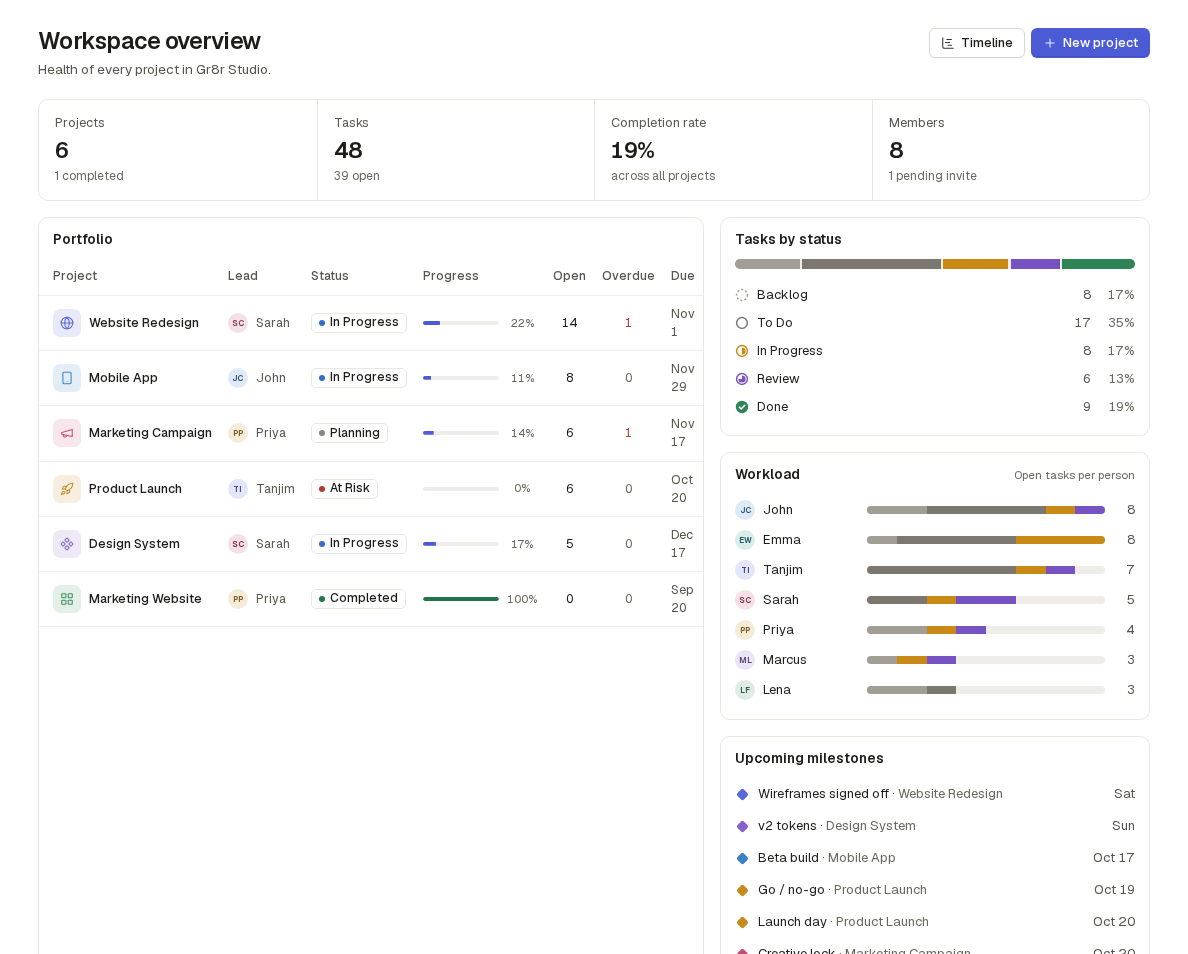 Workspace overview
Health of every project in Gr8r Studio.
Timeline
New project
Projects
6
1 completed
Tasks
48
39 open
Completion rate
19%
across all projects
Members
8
1 pending invite
Portfolio
Project Lead Status Progress Open Overdue Due
Website Redesign SC Sarah In Progress 22% 14 1 Nov 1
Mobile App JC John In Progress 11% 8 0 Nov 29
Marketing Campaign PP Priya Planning 14% 6 1 Nov 17
Product Launch TI Tanjim At Risk 0% 6 0 Oct 20
Design System SC Sarah In Progress 17% 5 0 Dec 17
Marketing Website PP Priya Completed 100% 0 0 Sep 20
Tasks by status
Backlog 8 17%
To Do 17 35%
In Progress 8 17%
Review 6 13%
Done 9 19%
Workload Open tasks per person
JC John 8
EW Emma 8
TI Tanjim 7
SC Sarah 5
PP Priya 4
ML Marcus 3
LF Lena 3
Upcoming milestones
Wireframes signed off · Website Redesign Sat
v2 tokens · Design System Sun
Beta build · Mobile App Oct 17
Go / no-go · Product Launch Oct 19
Launch day · Product Launch Oct 20
Creative lock · Marketing Campaign Oct 20